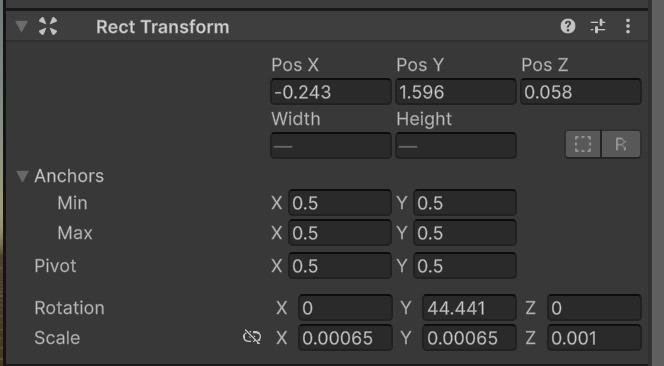 Rect Transform
Pos X Pos Y Pos Z
-0.243 1.596 0.058
Width Height
— —
R
Anchors
Min X 0.5 Y 0.5
Max X 0.5 Y 0.5
Pivot X 0.5 Y 0.5
Rotation X 0 Y 44.441 Z 0
Scale X 0.00065 Y 0.00065 Z 0.001